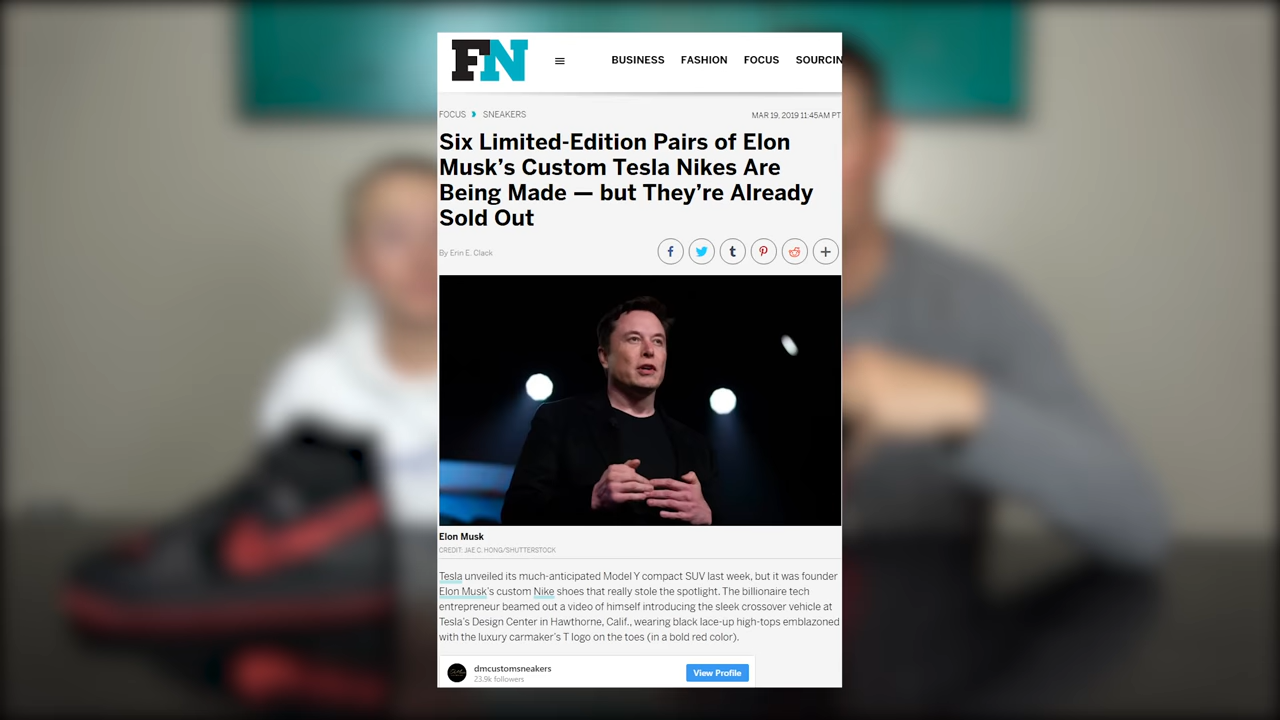 FN
BUSINESS FASHION FOCUS SOURCIN
FOCUS SNEAKERS MAR 19, 2019 11:45AM PT
Six Limited-Edition Pairs of Elon
Musk's Custom Tesla Nikes Are
Being Made — but They're Already
Sold Out
By Erin E. Clack
Elon Musk
CREDIT: JAE C. HONG/SHUTTERSTOCK
Tesla unveiled its much-anticipated Model Y compact SUV last week, but it was founder
Elon Musk's custom Nike shoes that really stole the spotlight. The billionaire tech
entrepreneur beamed out a video of himself introducing the sleek crossover vehicle at
Tesla's Design Center in Hawthorne, Calif., wearing black lace-up high-tops emblazoned
with the luxury carmaker's T logo on the toes (in a bold red color).
dmcustomsneakers
23.9k followers
View Profile